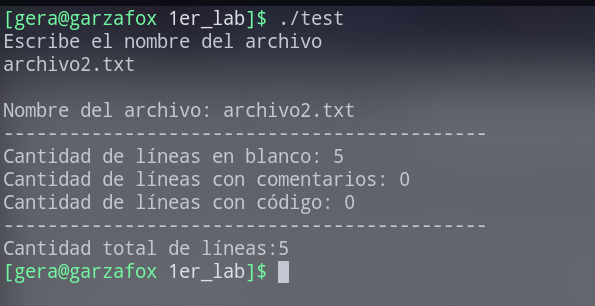 [gera@garzafox 1er_lab]$ ./test
Escribe el nombre del archivo
archivo2.txt
Nombre del archivo: archivo2.txt
--------------------------------------------
Cantidad de líneas en blanco: 5
Cantidad de líneas con comentarios: 0
Cantidad de líneas con código: 0
--------------------------------------------
Cantidad total de líneas:5
[gera@garzafox 1er_lab]$